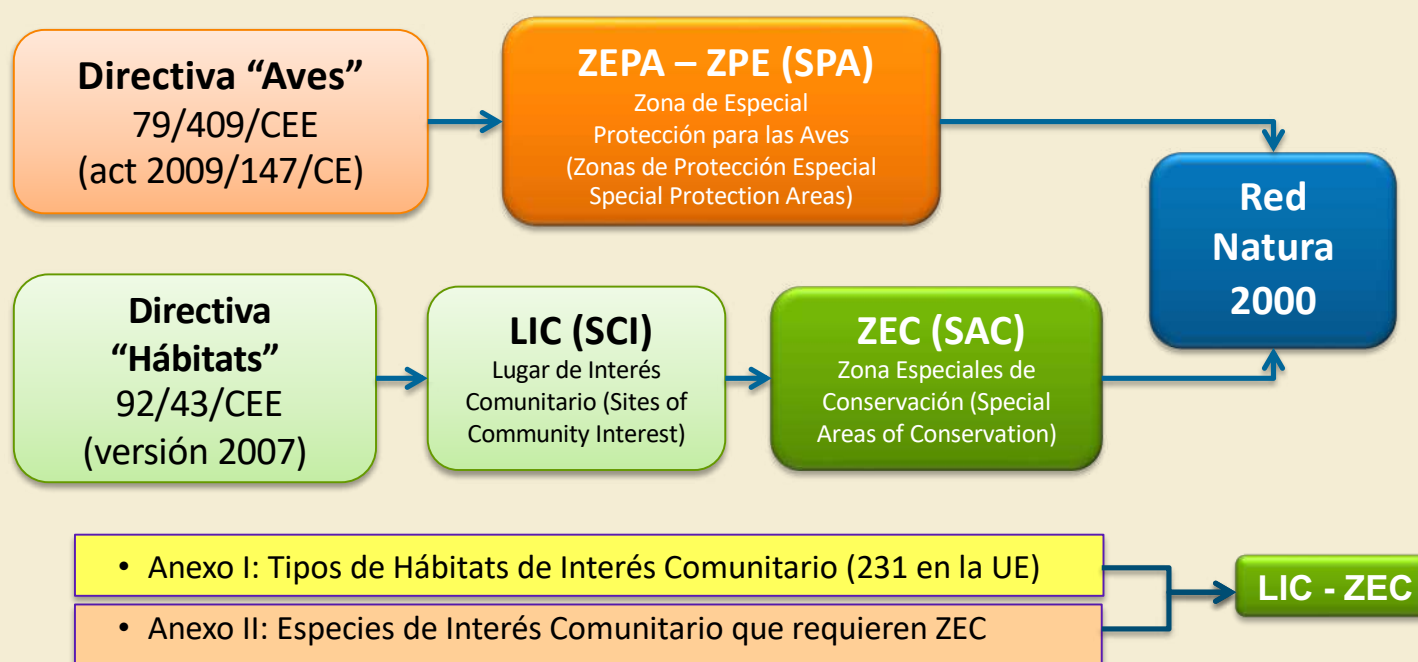 Directiva “Aves”
79/409/CEE
(act 2009/147/CE)
ZEPA – ZPE (SPA)
Zona de Especial
Protección para las Aves
(Zonas de Protección Especial
Special Protection Areas)
Red
Natura
2000
Directiva
“Hábitats”
92/43/CEE
(versión 2007)
LIC (SCI)
Lugar de Interés
Comunitario (Sites of
Community Interest)
ZEC (SAC)
Zona Especiales de
Conservación (Special
Areas of Conservation)
• Anexo I: Tipos de Hábitats de Interés Comunitario (231 en la UE)
• Anexo II: Especies de Interés Comunitario que requieren ZEC
LIC - ZEC